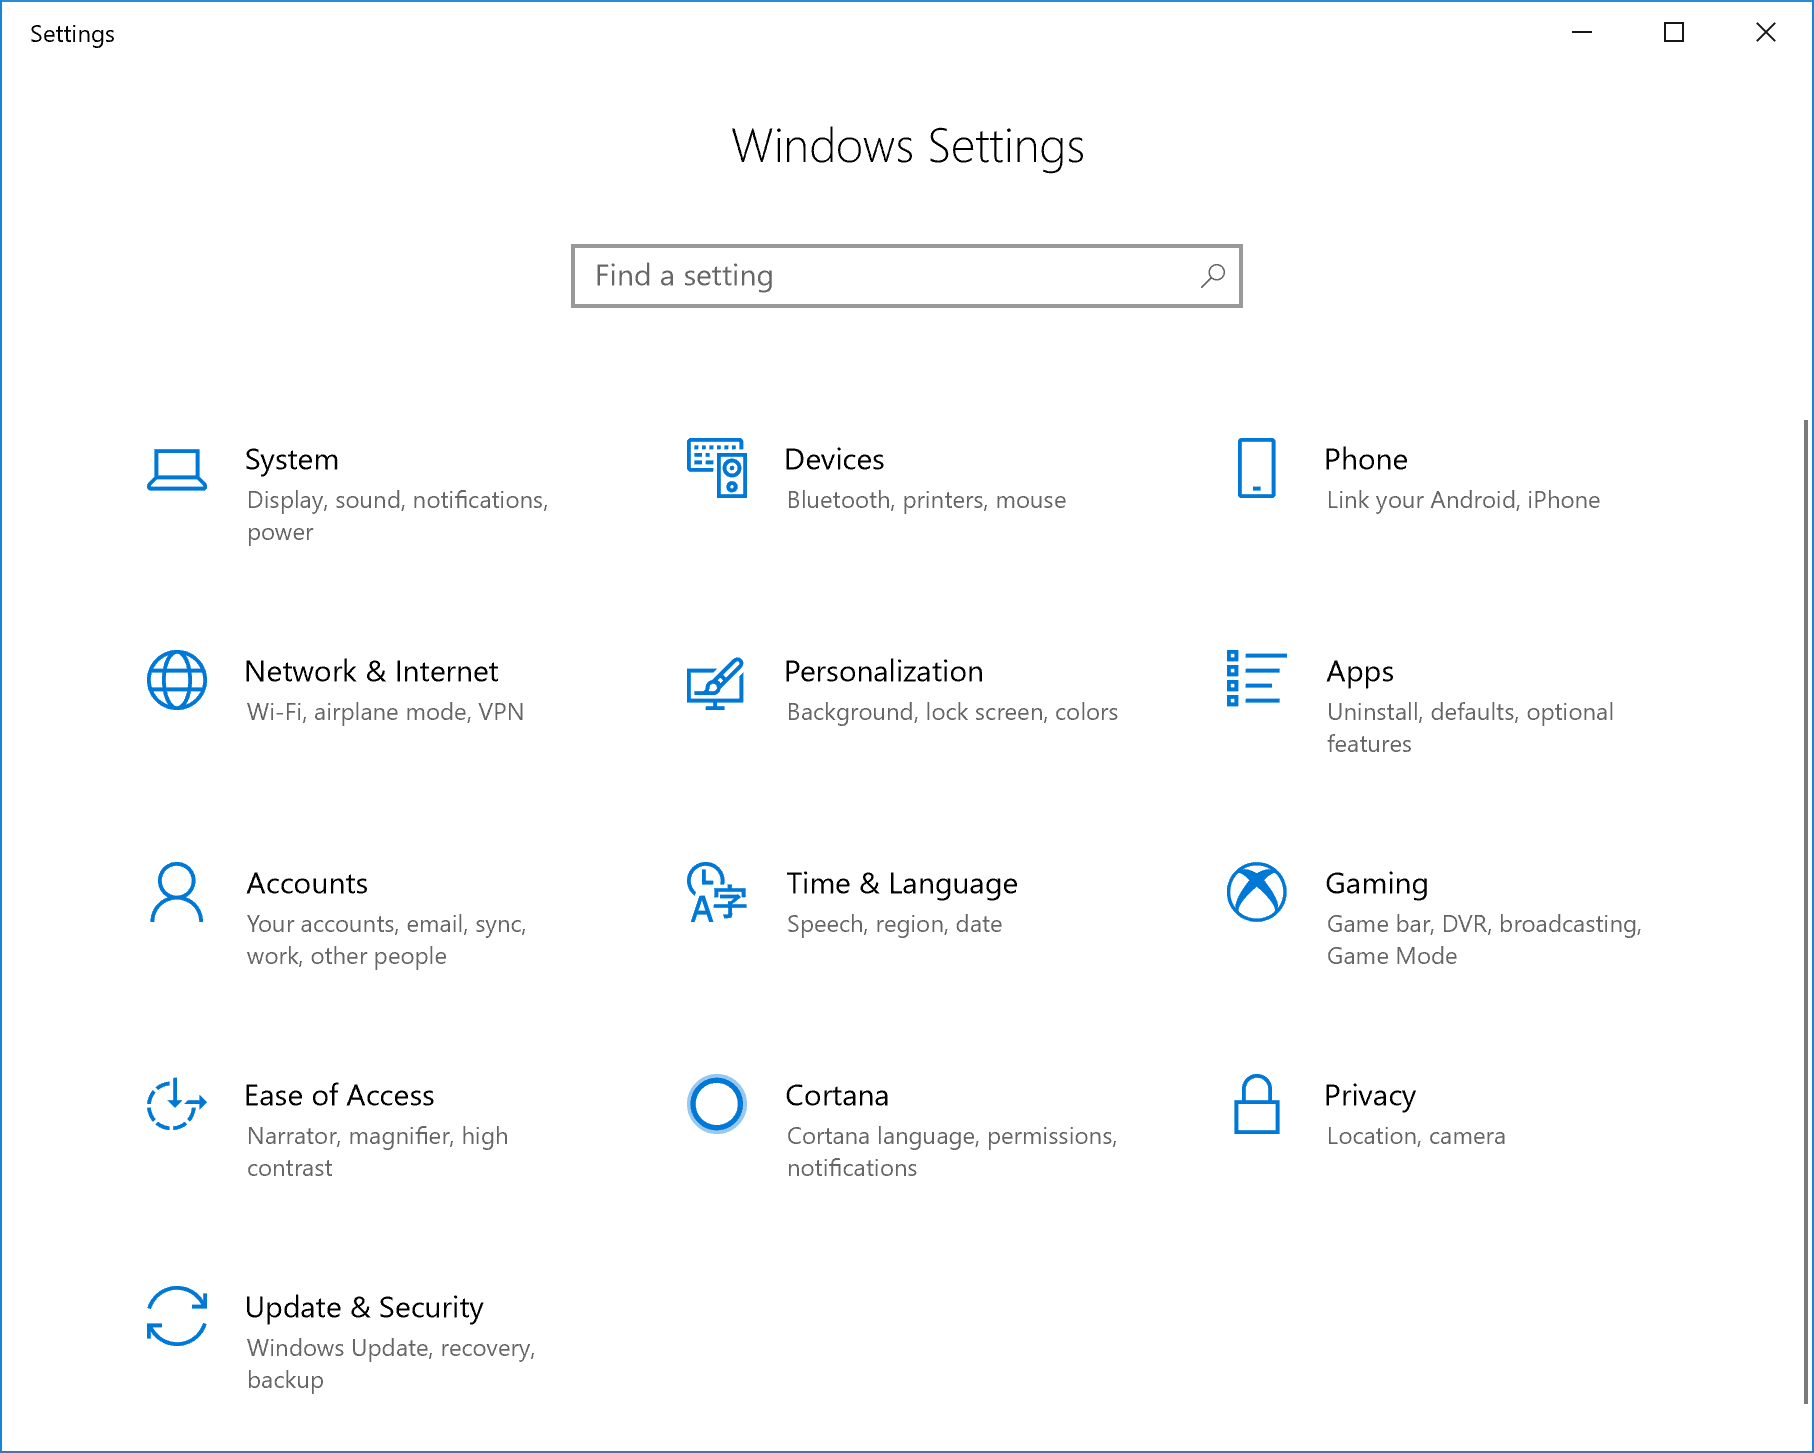 Settings
Windows Settings
Find a setting
System
Display, sound, notifications,
power
Devices
Bluetooth, printers, mouse
Phone
Link your Android, iPhone
Network & Internet
Wi-Fi, airplane mode, VPN
Personalization
Background, lock screen, colors
Apps
Uninstall, defaults, optional
features
Accounts
Your accounts, email, sync,
work, other people
A字
Time & Language
Speech, region, date
Gaming
Game bar, DVR, broadcasting,
Game Mode
Ease of Access
Narrator, magnifier, high
contrast
Cortana
Cortana language, permissions,
notifications
Privacy
Location, camera
Update & Security
Windows Update, recovery,
backup